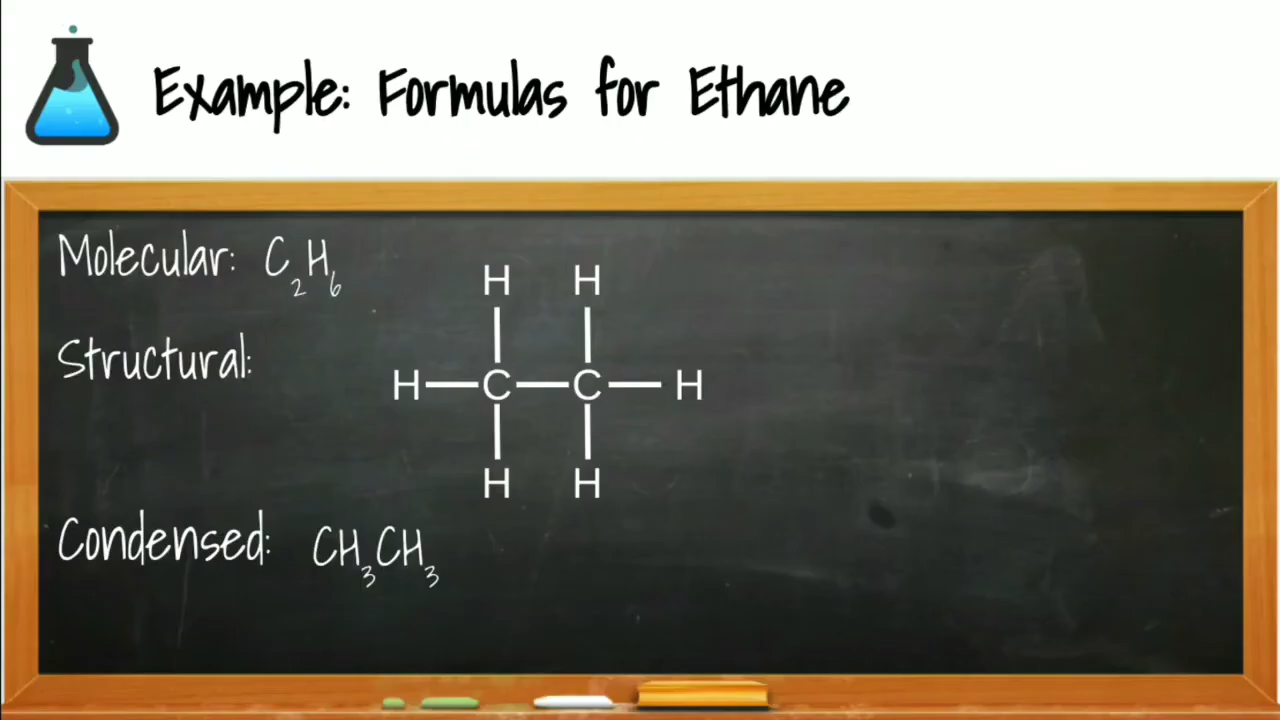 Example: Formulas for Ethane
Molecular: C₂H₆
Structural:
H H
H—C—C—H
H H
Condensed: CH₃CH₃